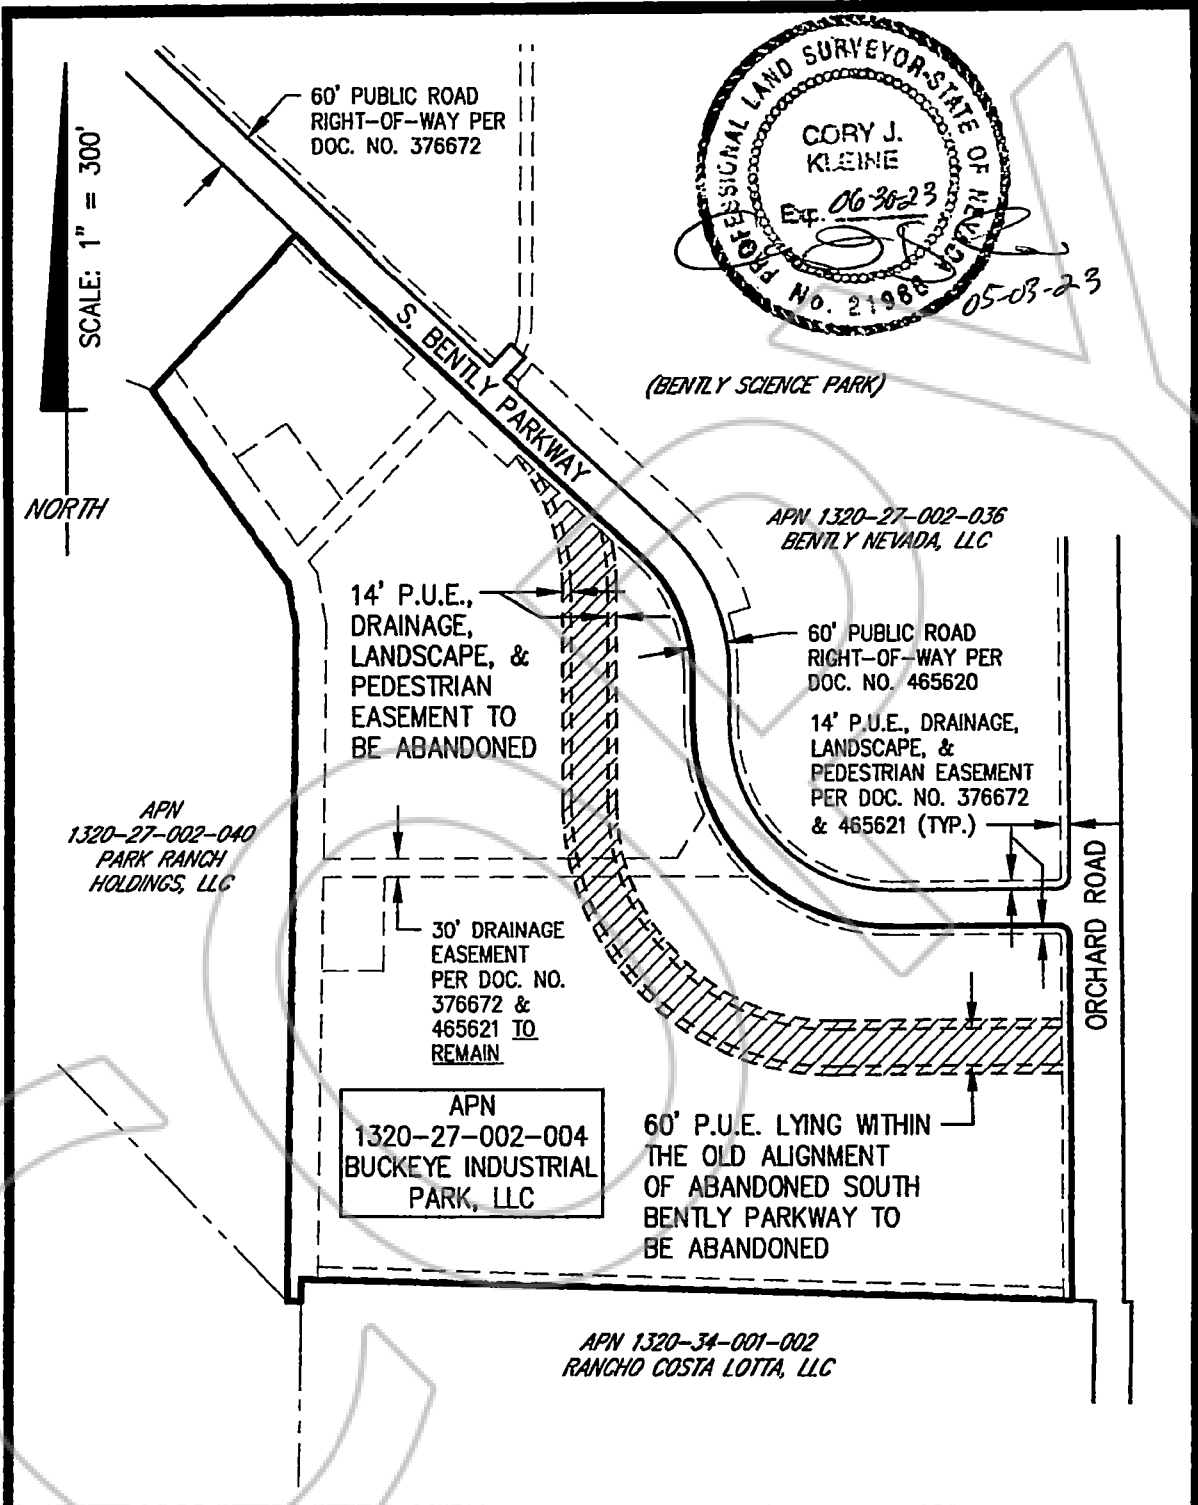 60' PUBLIC ROAD
RIGHT-OF-WAY PER
DOC. NO. 376672
PROFESSIONAL LAND SURVEYOR-STATE OF NEVADA
CORY J.
KLEINE
Exp. 06-30-23
No. 21988
05-03-23
SCALE: 1" = 300'
NORTH
S. BENTLY PARKWAY
(BENTLY SCIENCE PARK)
APN 1320-27-002-036
BENTLY NEVADA, LLC
14' P.U.E.,
DRAINAGE,
LANDSCAPE, &
PEDESTRIAN
EASEMENT TO
BE ABANDONED
60' PUBLIC ROAD
RIGHT-OF-WAY PER
DOC. NO. 465620
14' P.U.E., DRAINAGE,
LANDSCAPE, &
PEDESTRIAN EASEMENT
PER DOC. NO. 376672
& 465621 (TYP.)
APN
1320-27-002-040
PARK RANCH
HOLDINGS, LLC
ORCHARD ROAD
30' DRAINAGE
EASEMENT
PER DOC. NO.
376672 &
465621 TO
REMAIN
APN
1320-27-002-004
BUCKEYE INDUSTRIAL
PARK, LLC
60' P.U.E. LYING WITHIN
THE OLD ALIGNMENT
OF ABANDONED SOUTH
BENTLY PARKWAY TO
BE ABANDONED
APN 1320-34-001-002
RANCHO COSTA LOTTA, LLC
COPY